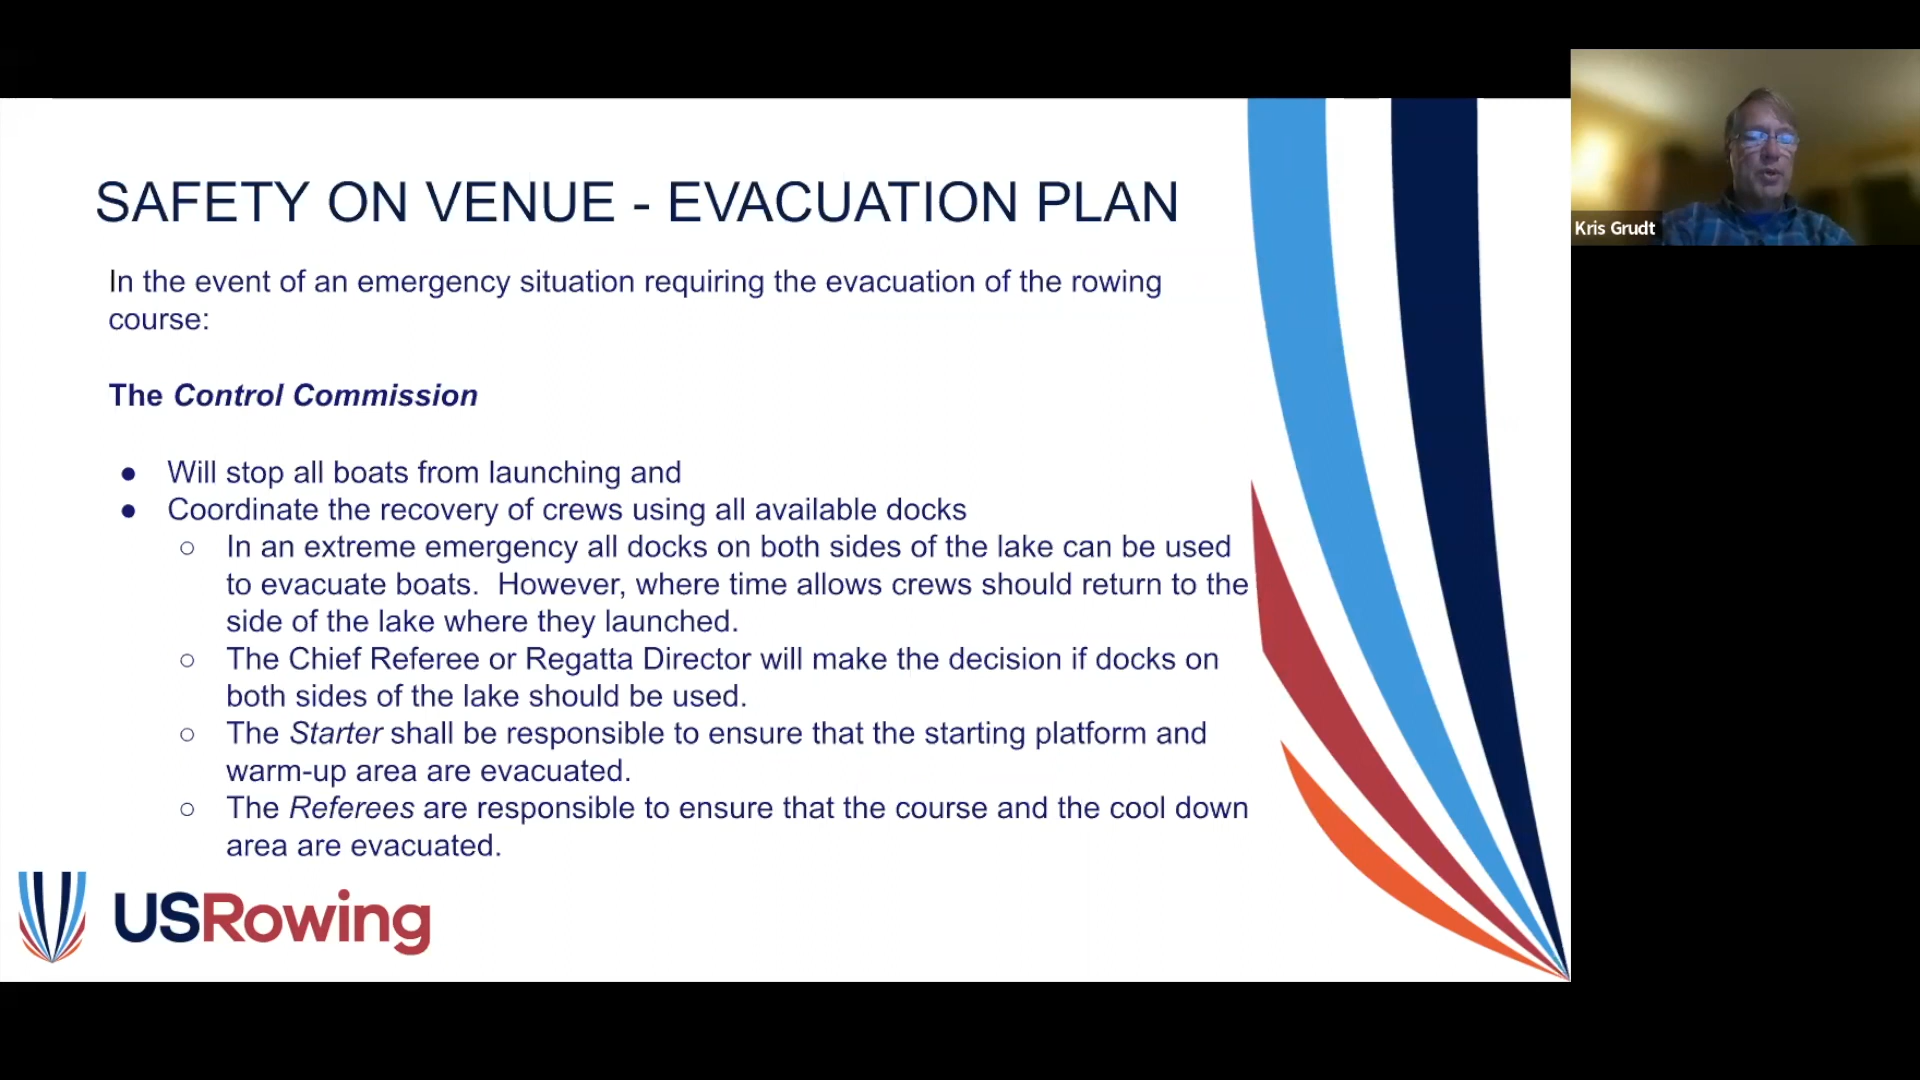 SAFETY ON VENUE - EVACUATION PLAN
In the event of an emergency situation requiring the evacuation of the rowing
course:
The Control Commission
● Will stop all boats from launching and
● Coordinate the recovery of crews using all available docks
○ In an extreme emergency all docks on both sides of the lake can be used
to evacuate boats.  However, where time allows crews should return to the
side of the lake where they launched.
○ The Chief Referee or Regatta Director will make the decision if docks on
both sides of the lake should be used.
○ The Starter shall be responsible to ensure that the starting platform and
warm-up area are evacuated.
○ The Referees are responsible to ensure that the course and the cool down
area are evacuated.
USRowing
Kris Grudt